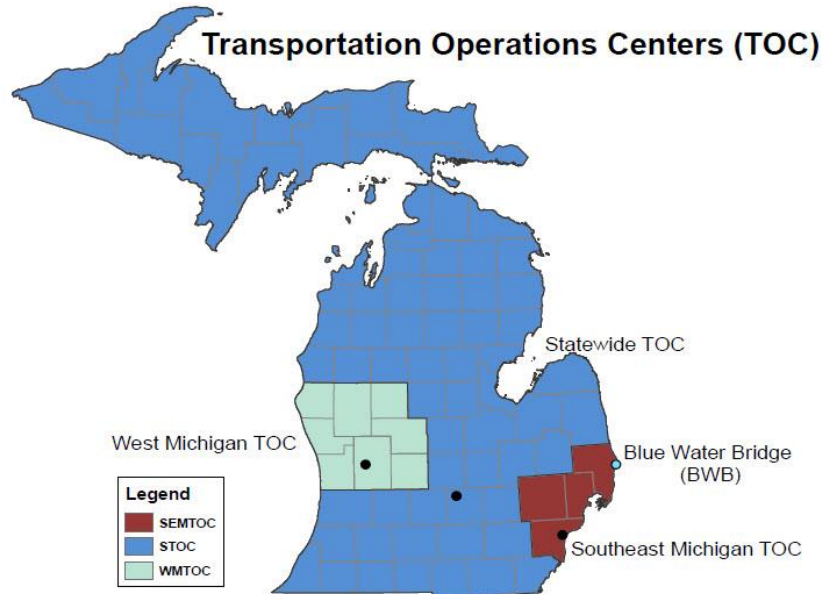 Transportation Operations Centers (TOC)
Statewide TOC
West Michigan TOC
Blue Water Bridge
(BWB)
Legend
SEMTOC
STOC
WMTOC
Southeast Michigan TOC